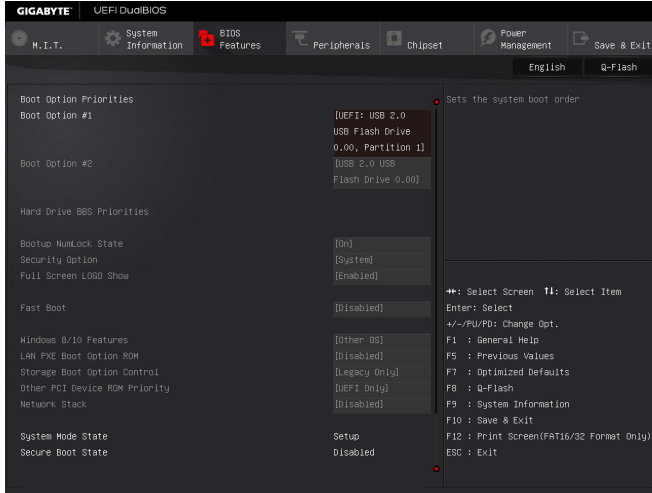 GIGABYTE™ UEFI DualBIOS
M.I.T.
System Information
BIOS Features
Peripherals
Chipset
Power Management
Save & Exit
English Q-Flash
Boot Option Priorities
Boot Option #1 [UEFI: USB 2.0
USB Flash Drive
0.00, Partition 1]
Boot Option #2 [USB 2.0 USB
Flash Drive 0.00]
Hard Drive BBS Priorities
Bootup NumLock State [On]
Security Option [System]
Full Screen LOGO Show [Enabled]
Fast Boot [Disabled]
Windows 8/10 Features [Other OS]
LAN PXE Boot Option ROM [Disabled]
Storage Boot Option Control [Legacy Only]
Other PCI Device ROM Priority [UEFI Only]
Network Stack [Disabled]
System Mode State Setup
Secure Boot State Disabled
Sets the system boot order
→←: Select Screen ↑↓: Select Item
Enter: Select
+/-/PU/PD: Change Opt.
F1 : General Help
F5 : Previous Values
F7 : Optimized Defaults
F8 : Q-Flash
F9 : System Information
F10 : Save & Exit
F12 : Print Screen(FAT16/32 Format Only)
ESC : Exit